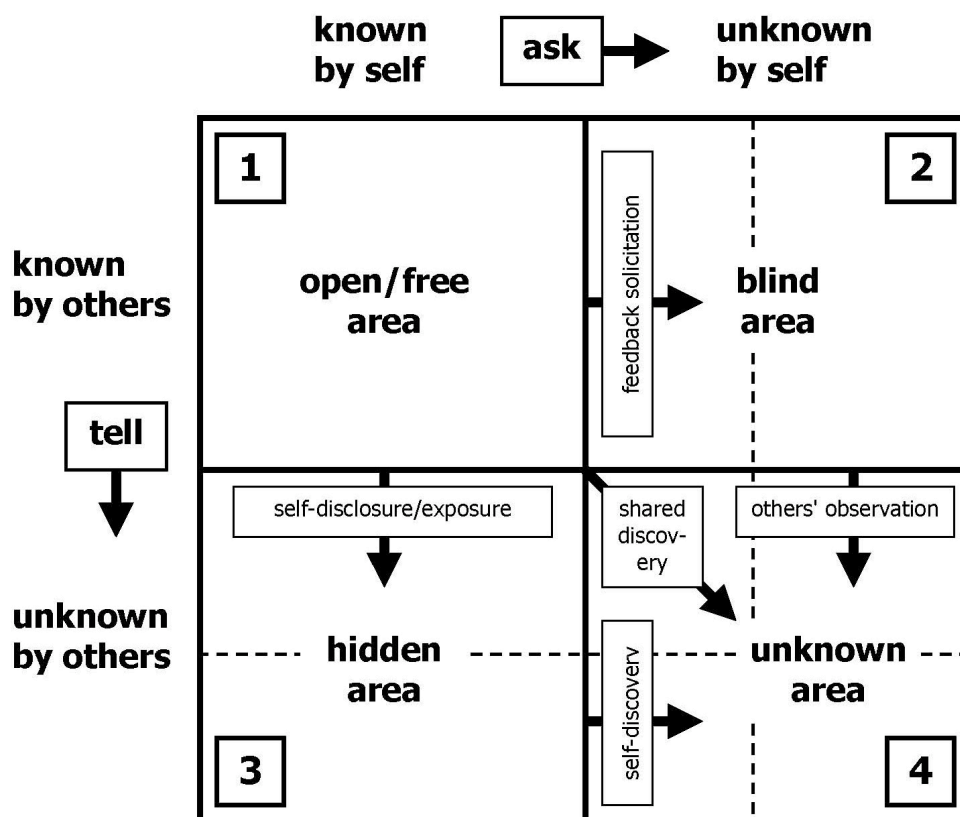 known
by self
ask
unknown
by self
1
2
known
by others
open/free
area
feedback solicitation
blind
area
tell
self-disclosure/exposure
shared
discov-
ery
others' observation
unknown
by others
hidden
area
self-discovery
unknown
area
3
4